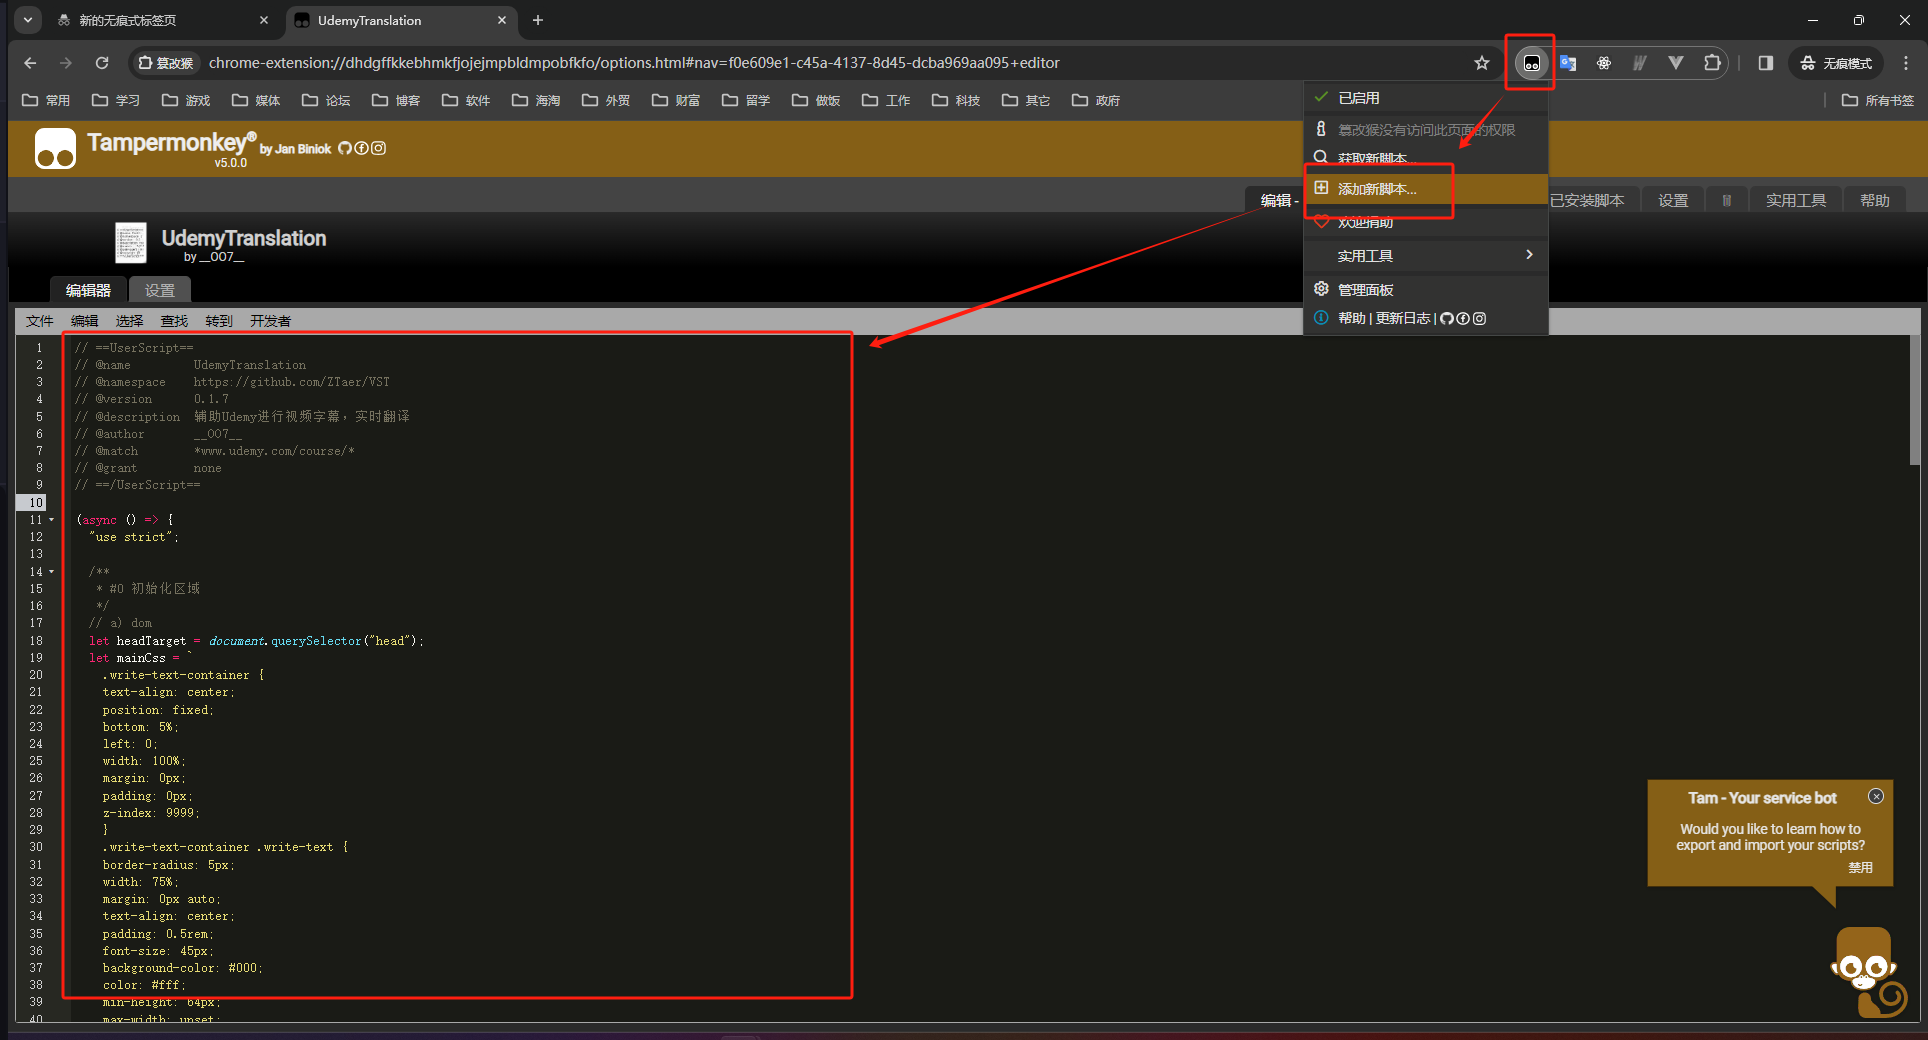 新的无痕式标签页
UdemyTranslation
篡改猴
chrome-extension://dhdgffkkebhmkfjojejmpbldmpobfkfo/options.html#nav=f0e609e1-c45a-4137-8d45-dcba969aa095+editor
无痕模式
常用 学习 游戏 媒体 论坛 博客 软件 海淘 外贸 财富 留学 做饭 工作 科技 其它 政府
所有书签
Tampermonkey® by Jan Biniok
v5.0.0
已启用
篡改猴没有访问此页面的权限
获取新脚本...
添加新脚本...
欢迎捐助
实用工具
管理面板
帮助 | 更新日志 |
编辑 -
已安装脚本
设置
实用工具
帮助
UdemyTranslation
by __007__
编辑器 设置
文件 编辑 选择 查找 转到 开发者
1 // ==UserScript==
2 // @name UdemyTranslation
3 // @namespace https://github.com/ZTaer/VST
4 // @version 0.1.7
5 // @description 辅助Udemy进行视频字幕，实时翻译
6 // @author __007__
7 // @match *www.udemy.com/course/*
8 // @grant none
9 // ==/UserScript==
10
11 (async () => {
12 "use strict";
13
14 /**
15 * #0 初始化区域
16 */
17 // a) dom
18 let headTarget = document.querySelector("head");
19 let mainCss = `
20 .write-text-container {
21 text-align: center;
22 position: fixed;
23 bottom: 5%;
24 left: 0;
25 width: 100%;
26 margin: 0px;
27 padding: 0px;
28 z-index: 9999;
29 }
30 .write-text-container .write-text {
31 border-radius: 5px;
32 width: 75%;
33 margin: 0px auto;
34 text-align: center;
35 padding: 0.5rem;
36 font-size: 45px;
37 background-color: #000;
38 color: #fff;
39 min-height: 64px;
40 max-width: unset;
Tam - Your service bot
Would you like to learn how to
export and import your scripts?
禁用